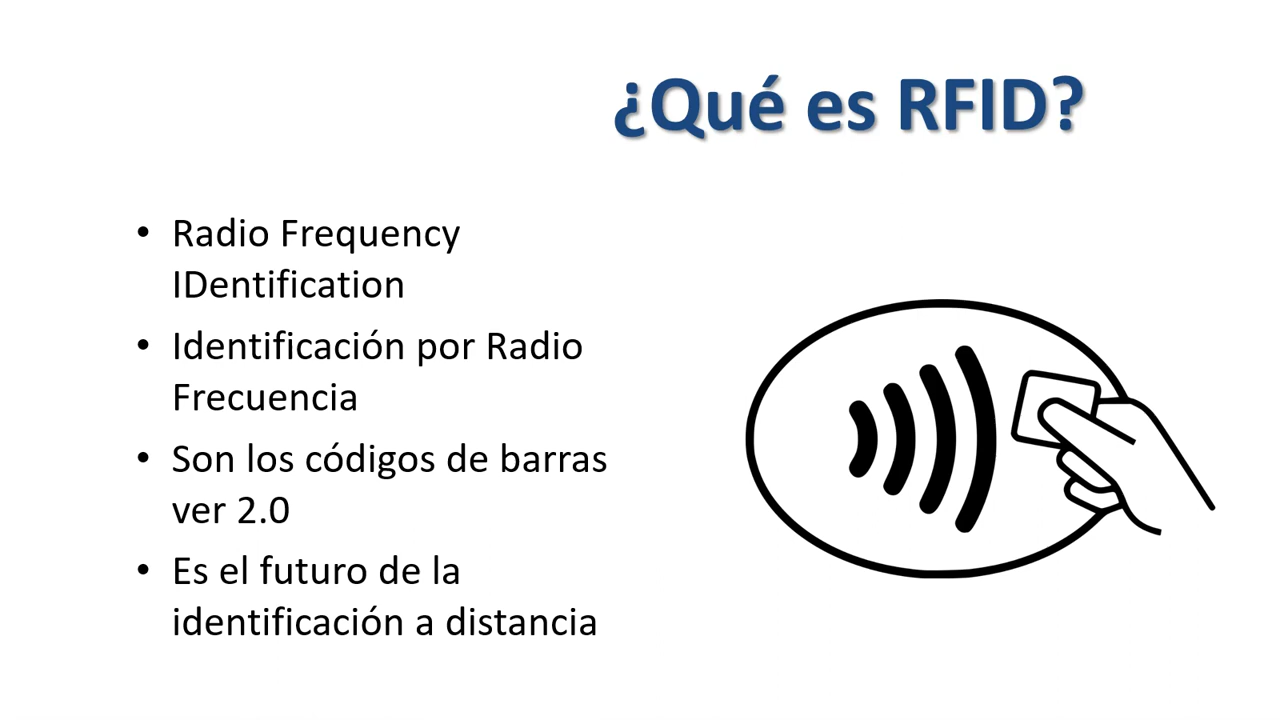 ¿Qué es RFID?
• Radio Frequency
IDentification
• Identificación por Radio
Frecuencia
• Son los códigos de barras
ver 2.0
• Es el futuro de la
identificación a distancia